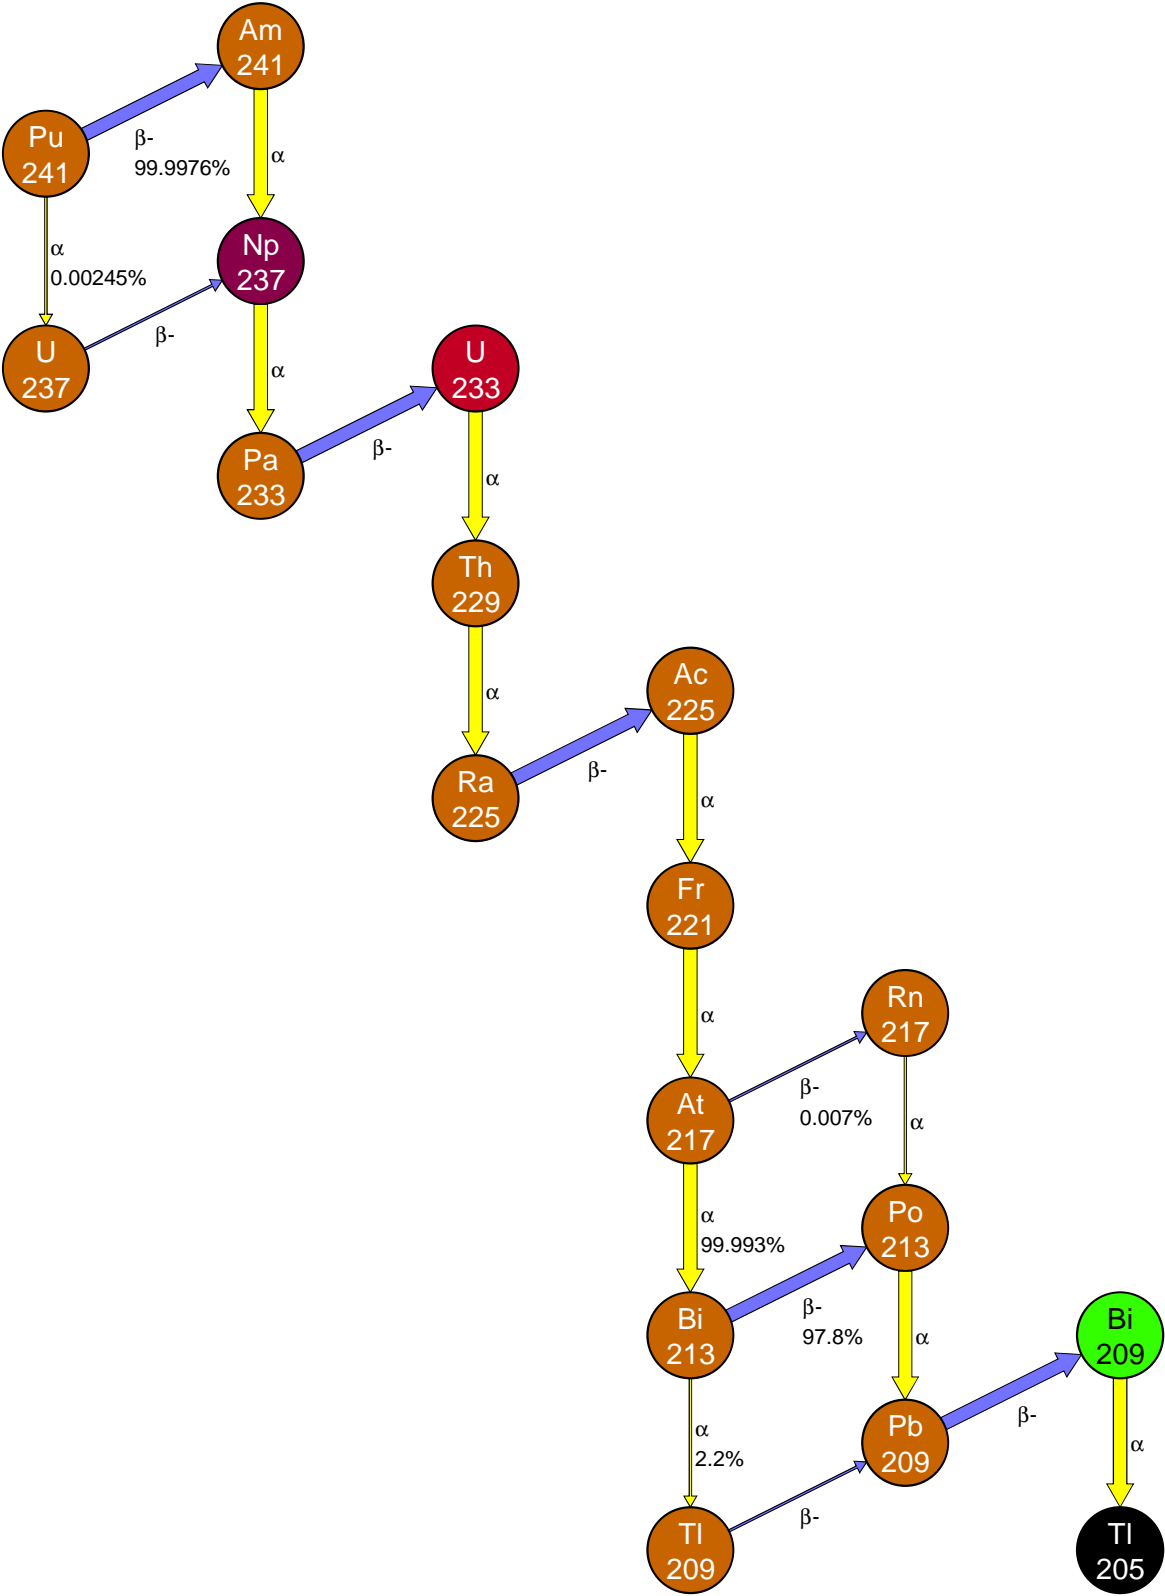 Am
241
Pu
241
β-
99.9976%
α
α
0.00245%
Np
237
β-
U
237
α
U
233
Pa
233
β-
α
Th
229
α
Ac
225
Ra
225
β-
α
Fr
221
α
Rn
217
At
217
β-
0.007%
α
α
99.993%
Po
213
Bi
213
β-
97.8%
α
Bi
209
α
2.2%
Pb
209
β-
α
Tl
209
β-
Tl
205